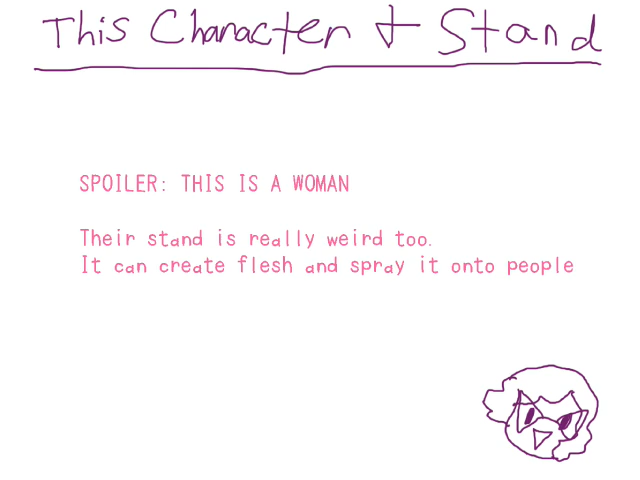 This Character & Stand
SPOILER: THIS IS A WOMAN
Their stand is really weird too.
It can create flesh and spray it onto people